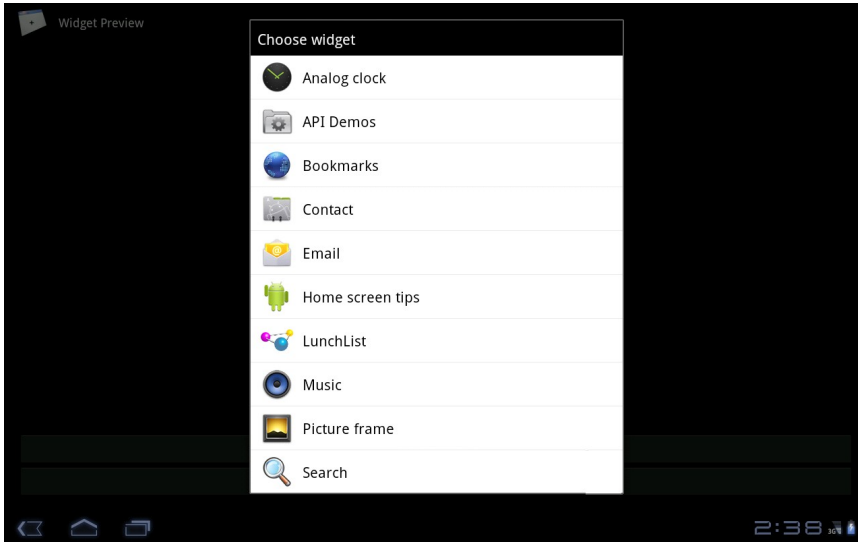 Widget Preview
Choose widget
Analog clock
API Demos
Bookmarks
Contact
Email
Home screen tips
LunchList
Music
Picture frame
Search
2:38 3G